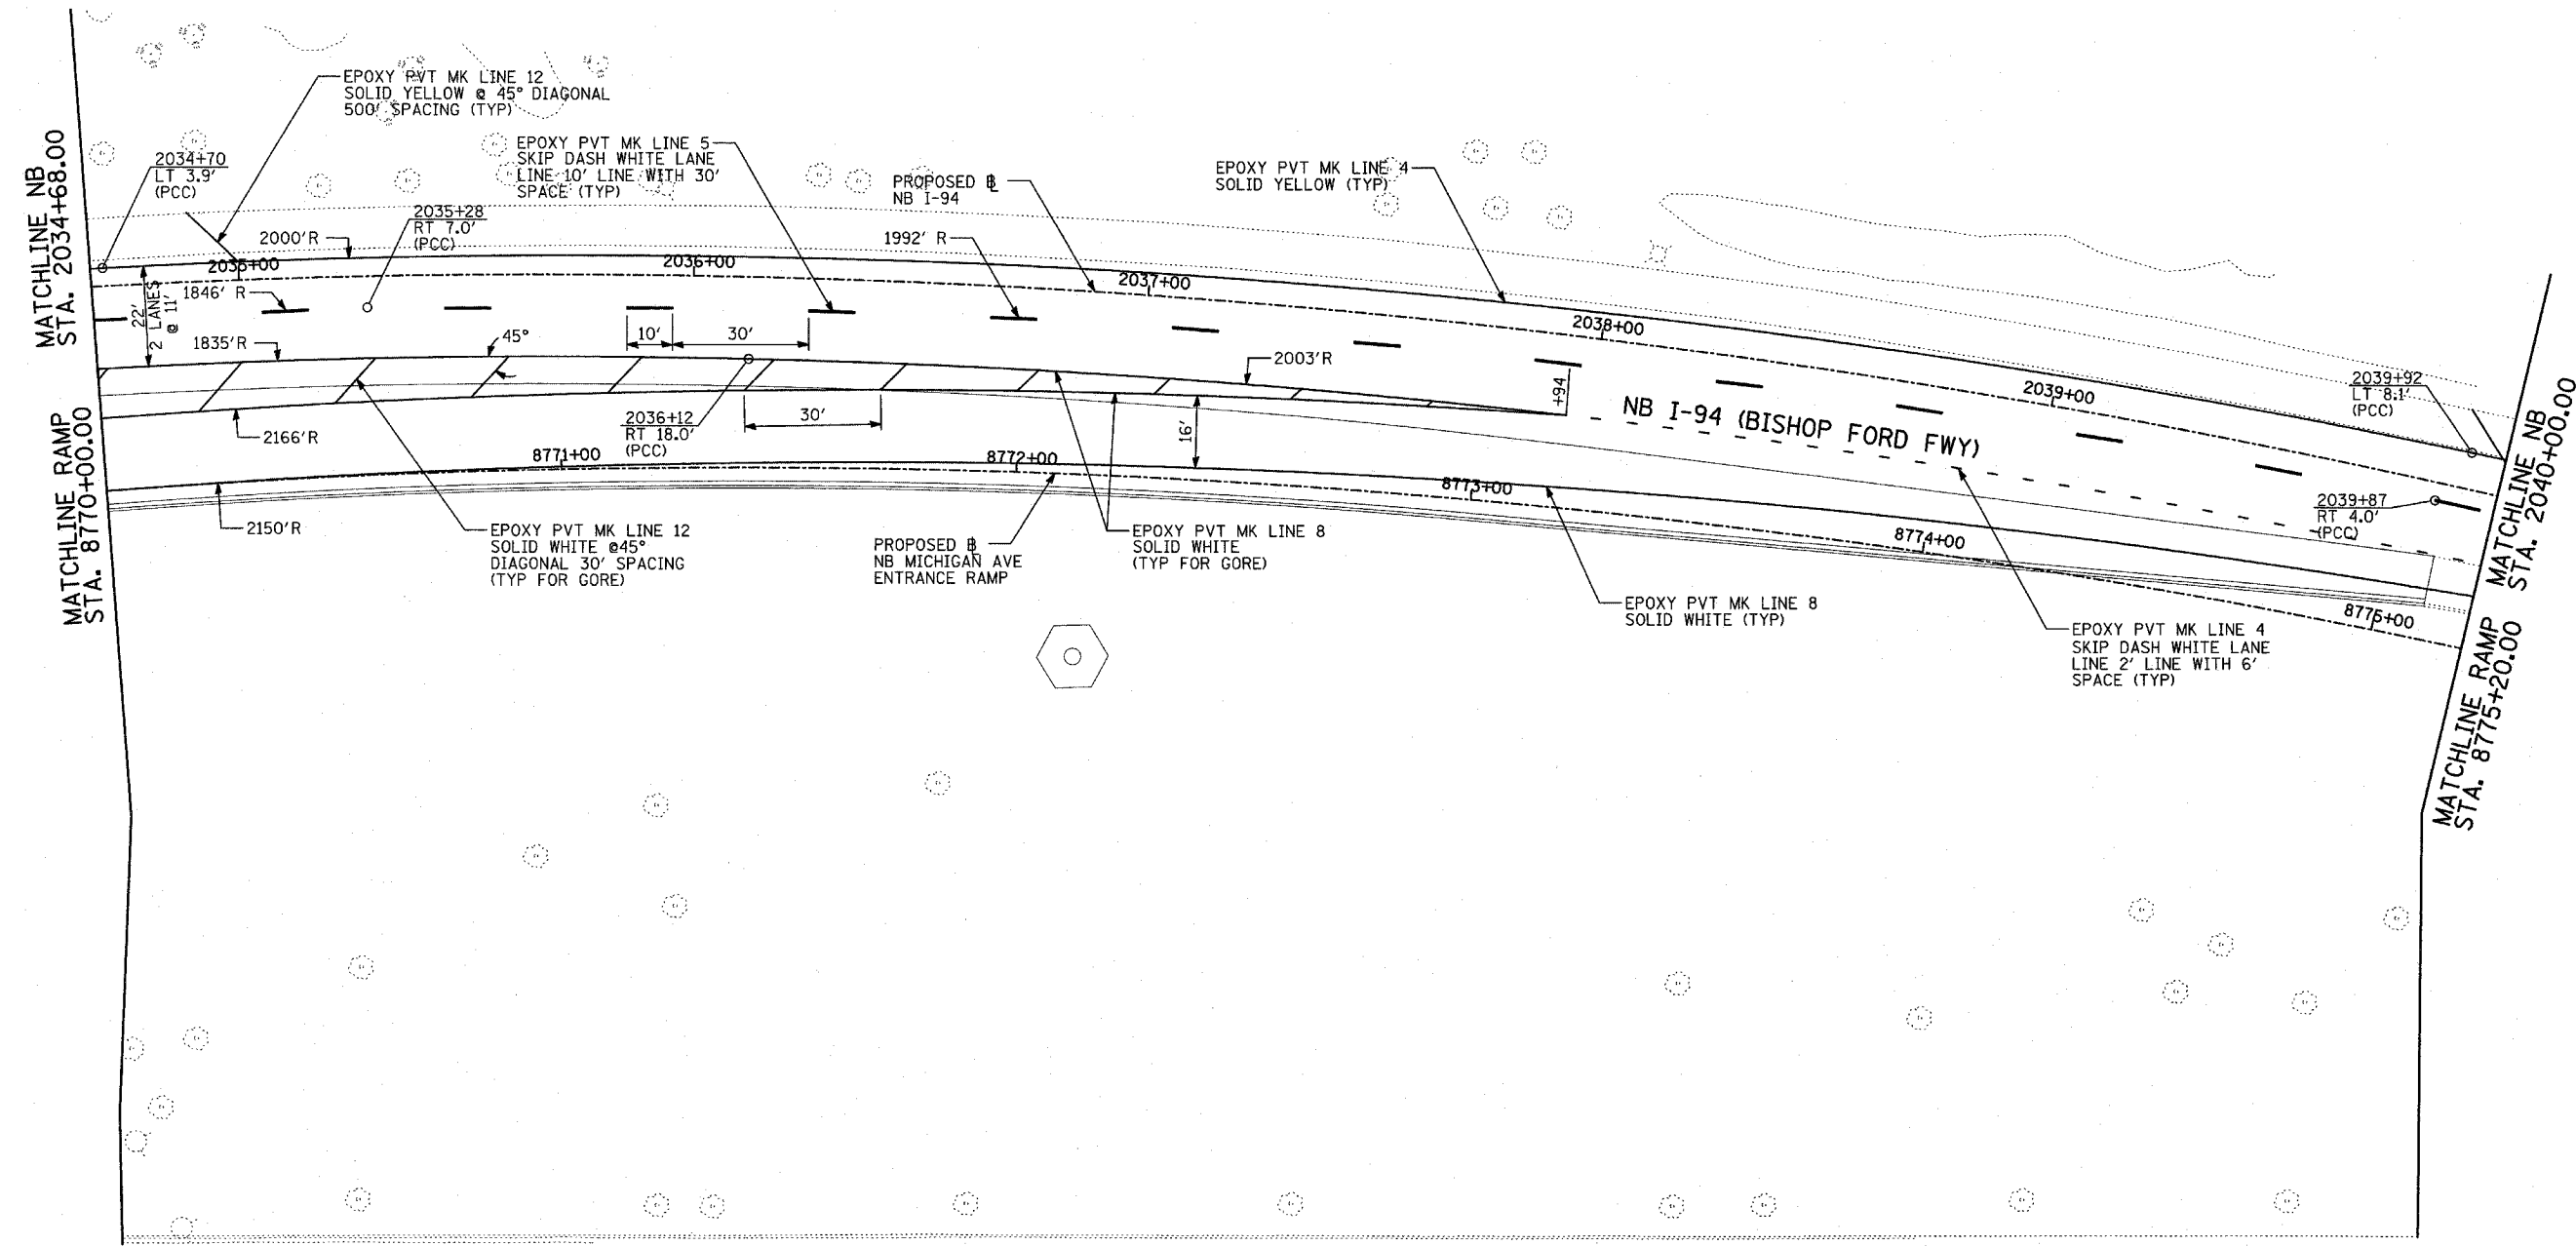 EPOXY PVT MK LINE 12
SOLID YELLOW @ 45° DIAGONAL
500' SPACING (TYP)
EPOXY PVT MK LINE 5
SKIP DASH WHITE LANE
LINE 10' LINE WITH 30'
SPACE (TYP)
PROPOSED ℄
NB I-94
EPOXY PVT MK LINE 4
SOLID YELLOW (TYP)
MATCHLINE NB
STA. 2034+68.00
2034+70
LT 3.9'
(PCC)
2035+28
RT 7.0'
(PCC)
2000'R
1992' R
2035+00
2036+00
2037+00
2038+00
2039+00
1846' R
22'
2 LANES
@ 11'
1835'R
45°
10'
30'
2003'R
+94
NB I-94 (BISHOP FORD FWY)
2039+92
LT 8.1'
(PCC)
2039+87
RT 4.0'
(PCC)
MATCHLINE NB
STA. 2040+00.00
MATCHLINE RAMP
STA. 8770+00.00
2166'R
2036+12
RT 18.0'
(PCC)
30'
16'
8771+00
8772+00
8773+00
8774+00
8775+00
2150'R
EPOXY PVT MK LINE 12
SOLID WHITE @45°
DIAGONAL 30' SPACING
(TYP FOR GORE)
PROPOSED ℄
NB MICHIGAN AVE
ENTRANCE RAMP
EPOXY PVT MK LINE 8
SOLID WHITE
(TYP FOR GORE)
EPOXY PVT MK LINE 8
SOLID WHITE (TYP)
EPOXY PVT MK LINE 4
SKIP DASH WHITE LANE
LINE 2' LINE WITH 6'
SPACE (TYP)
MATCHLINE RAMP
STA. 8775+20.00